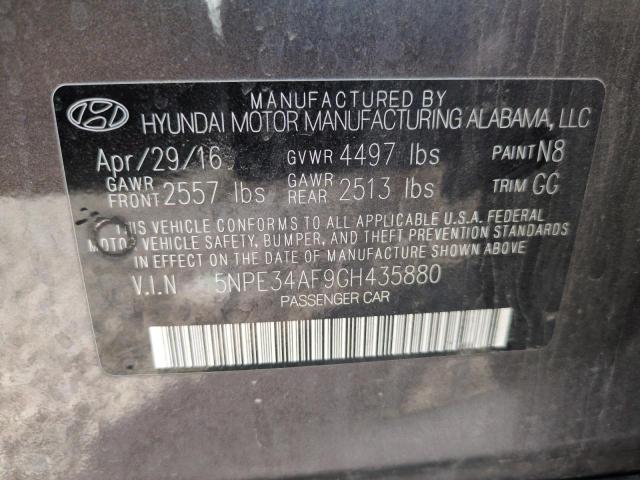 MANUFACTURED BY
HYUNDAI MOTOR MANUFACTURING ALABAMA, LLC
Apr/29/16 GVWR 4497 lbs PAINT N8
GAWR FRONT 2557 lbs GAWR REAR 2513 lbs TRIM GG
THIS VEHICLE CONFORMS TO ALL APPLICABLE U.S.A. FEDERAL
MOTOR VEHICLE SAFETY, BUMPER, AND THEFT PREVENTION STANDARDS
IN EFFECT ON THE DATE OF MANUFACTURE SHOWN ABOVE.
V.I.N 5NPE34AF9GH435880
PASSENGER CAR